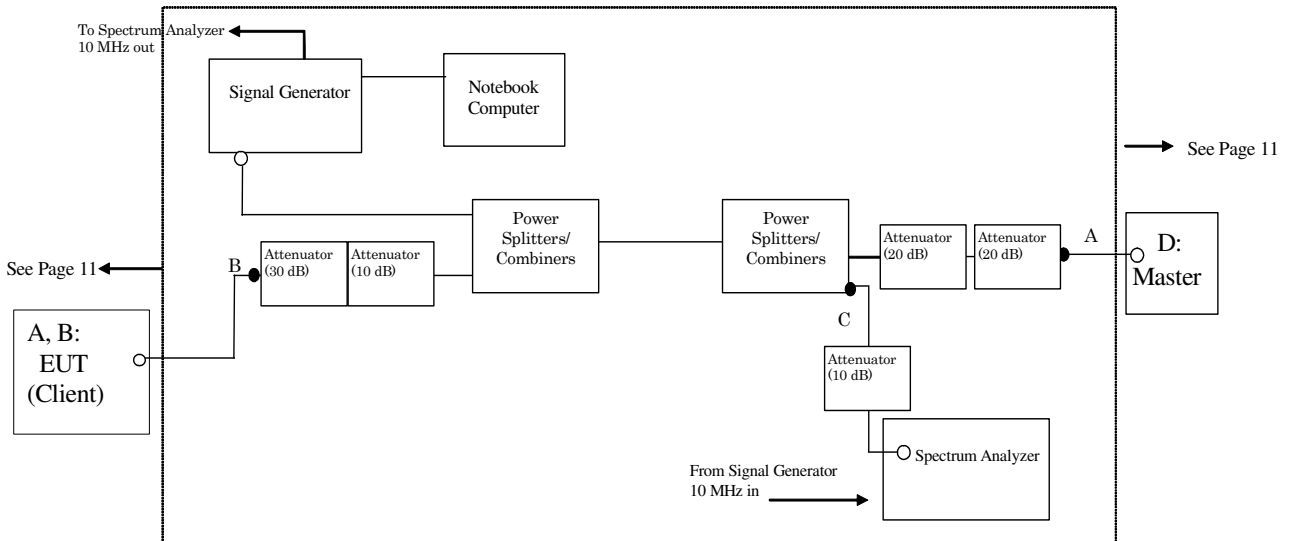 To Spectrum Analyzer
10 MHz out
Signal Generator
Notebook
Computer
See Page 11
Power
Splitters/
Combiners
Power
Splitters/
Combiners
Attenuator
(20 dB)
Attenuator
(20 dB)
A
D:
Master
See Page 11
B
Attenuator
(30 dB)
Attenuator
(10 dB)
C
A, B:
EUT
(Client)
Attenuator
(10 dB)
Spectrum Analyzer
From Signal Generator
10 MHz in